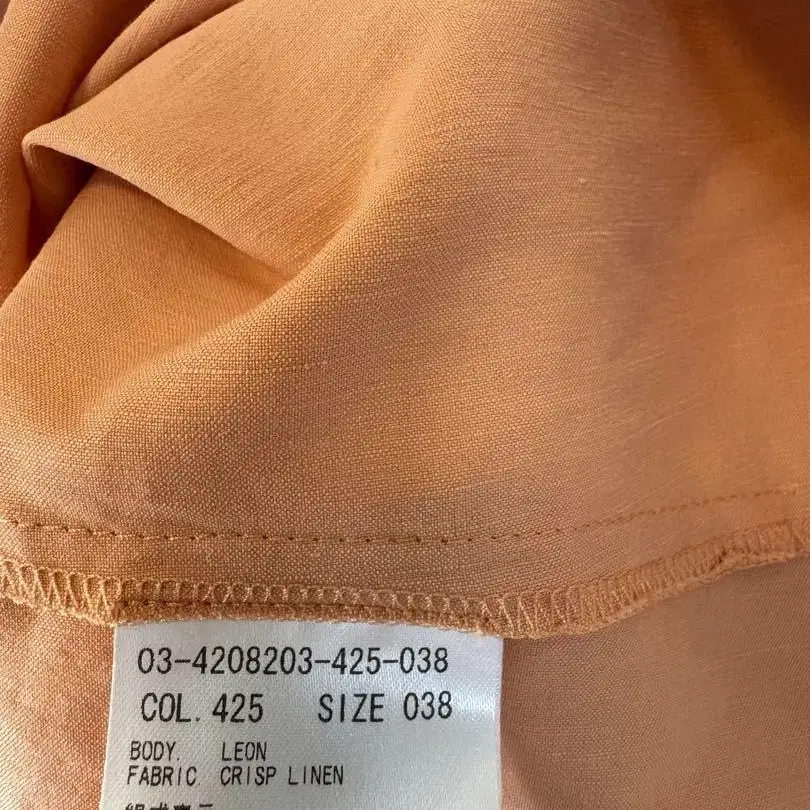 03-4208203-425-038
COL. 425 SIZE 038
BODY. LEON
FABRIC. CRISP LINEN